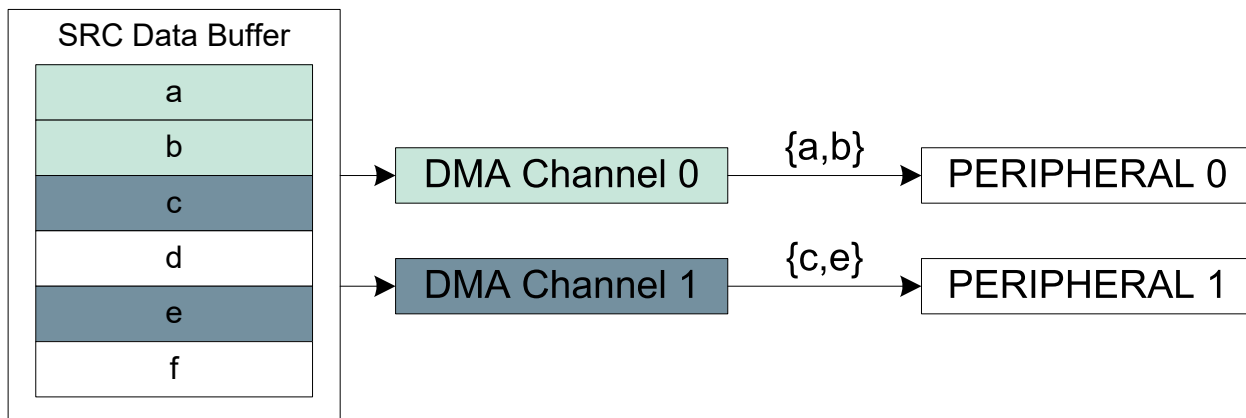 SRC Data Buffer
a
b
c
d
e
f
DMA Channel 0
{a,b}
PERIPHERAL 0
DMA Channel 1
{c,e}
PERIPHERAL 1